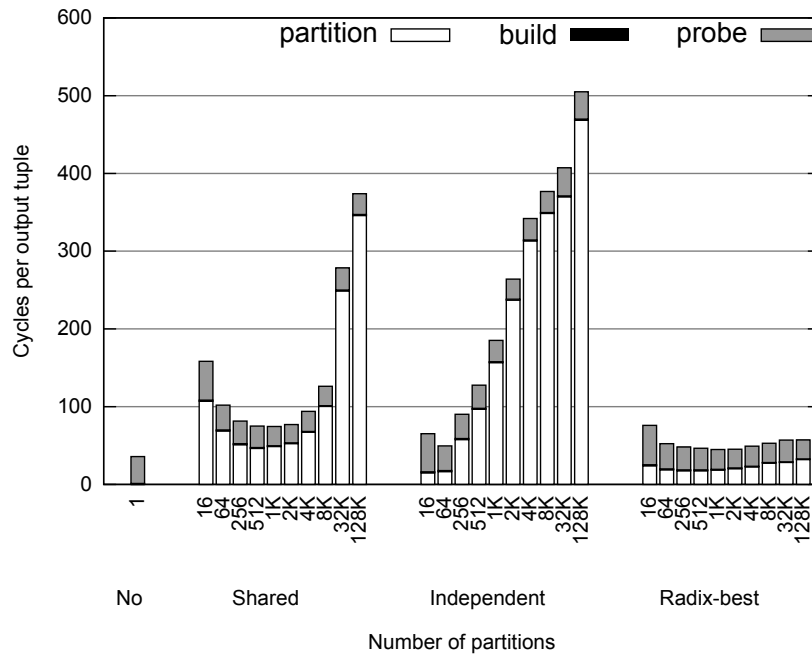 600
500
400
300
200
100
0
Cycles per output tuple
partition build probe
1 16 64 256 512 1K 2K 4K 8K 32K 128K 16 64 256 512 1K 2K 4K 8K 32K 128K 16 64 256 512 1K 2K 4K 8K 32K 128K
No Shared Independent Radix-best
Number of partitions